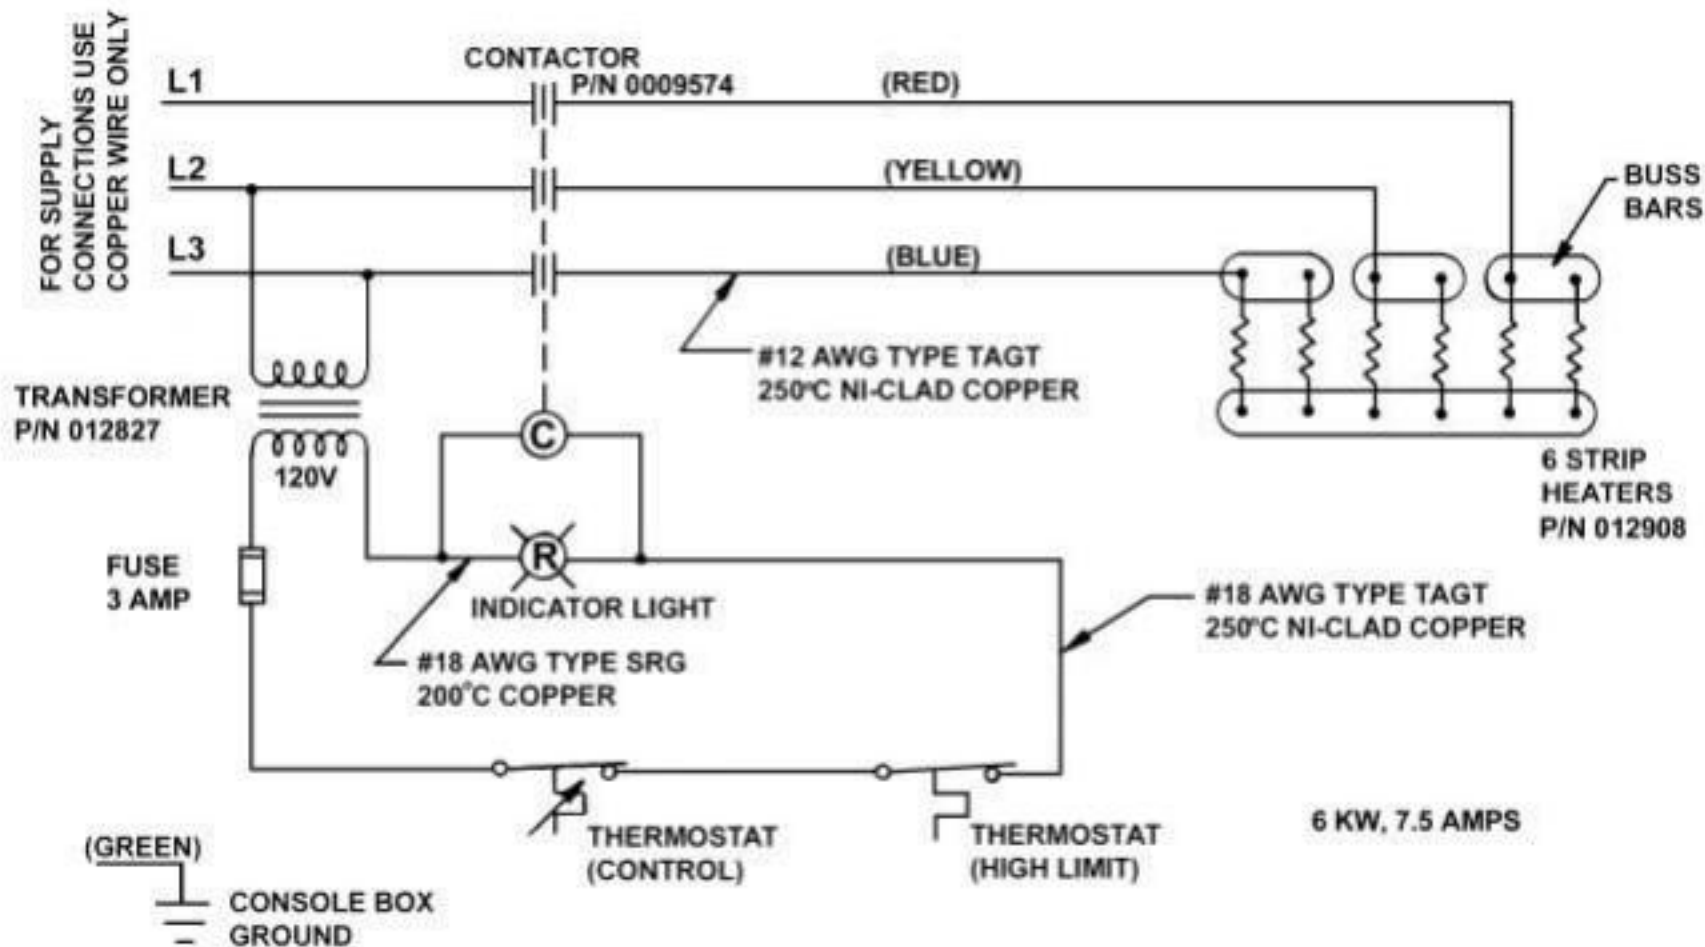 FOR SUPPLY
CONNECTIONS USE
COPPER WIRE ONLY
L1
L2
L3
CONTACTOR
P/N 0009574
(RED)
(YELLOW)
(BLUE)
BUSS
BARS
#12 AWG TYPE TAGT
250°C NI-CLAD COPPER
TRANSFORMER
P/N 012827
120V
C
6 STRIP
HEATERS
P/N 012908
FUSE
3 AMP
R
INDICATOR LIGHT
#18 AWG TYPE SRG
200°C COPPER
#18 AWG TYPE TAGT
250°C NI-CLAD COPPER
THERMOSTAT
(CONTROL)
THERMOSTAT
(HIGH LIMIT)
6 KW, 7.5 AMPS
(GREEN)
CONSOLE BOX
GROUND